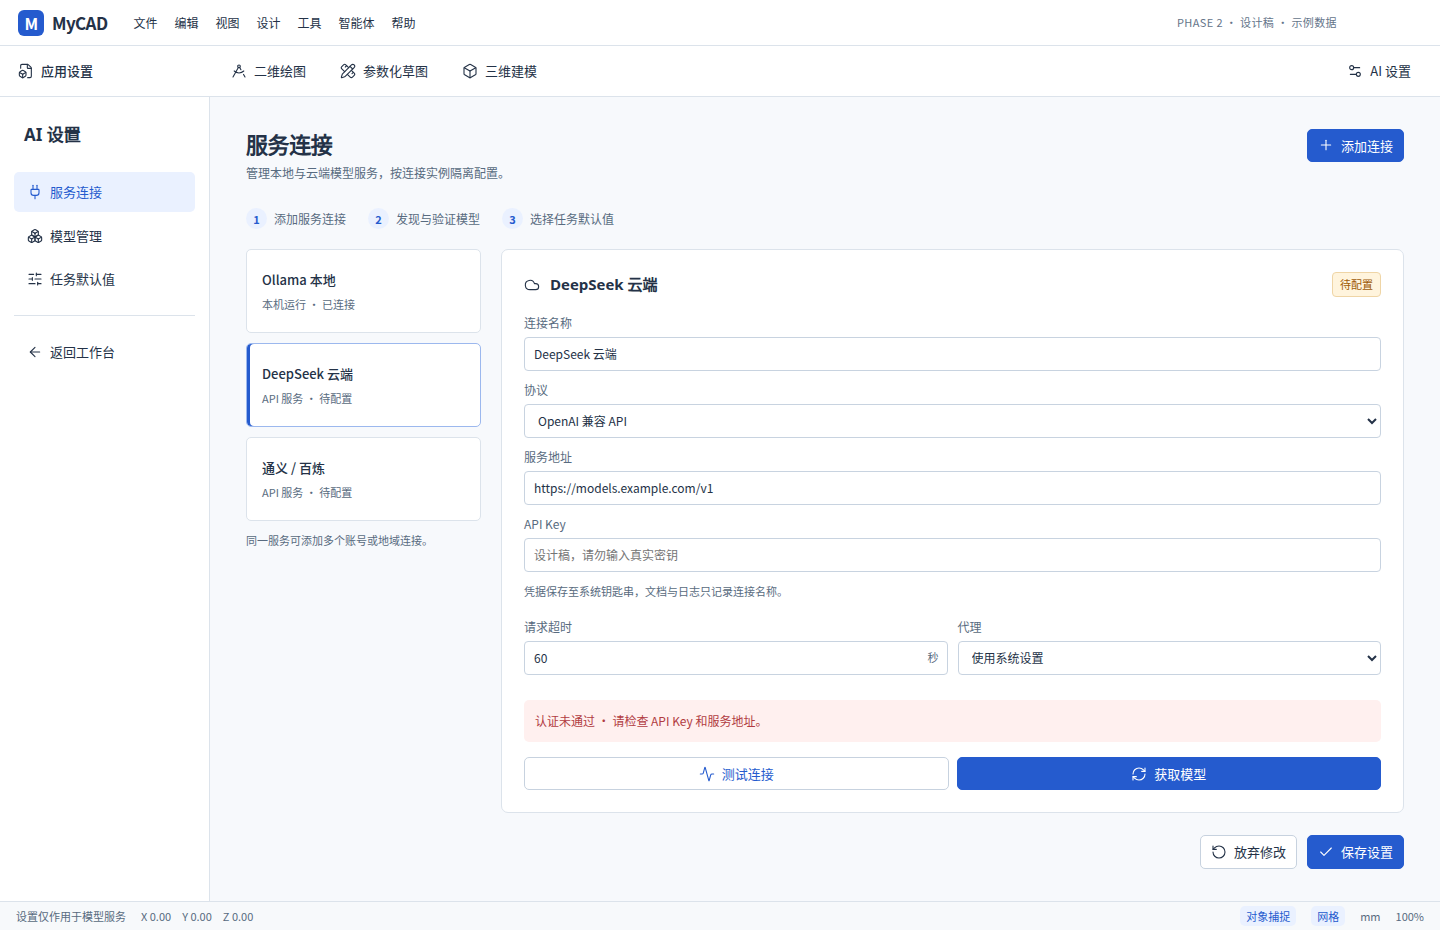 M MyCAD 文件 编辑 视图 设计 工具 智能体 帮助 PHASE 2 · 设计稿 · 示例数据
应用设置 二维绘图 参数化草图 三维建模 AI 设置
AI 设置
服务连接
模型管理
任务默认值
返回工作台
服务连接
管理本地与云端模型服务，按连接实例隔离配置。
添加连接
1 添加服务连接 2 发现与验证模型 3 选择任务默认值
Ollama 本地
本机运行 · 已连接
DeepSeek 云端
API 服务 · 待配置
通义 / 百炼
API 服务 · 待配置
同一服务可添加多个账号或地域连接。
DeepSeek 云端 待配置
连接名称
DeepSeek 云端
协议
OpenAI 兼容 API
服务地址
https://models.example.com/v1
API Key
设计稿，请勿输入真实密钥
凭据保存至系统钥匙串，文档与日志只记录连接名称。
请求超时 代理
60 秒 使用系统设置
认证未通过 · 请检查 API Key 和服务地址。
测试连接 获取模型
放弃修改 保存设置
设置仅作用于模型服务 X 0.00 Y 0.00 Z 0.00 对象捕捉 网格 mm 100%